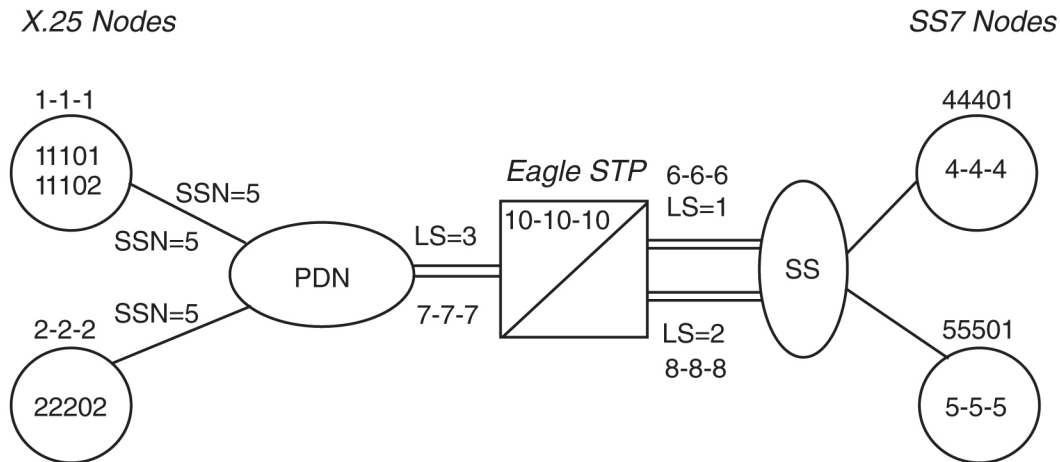 X.25 Nodes
SS7 Nodes
1-1-1
11101
11102
SSN=5
SSN=5
SSN=5
2-2-2
22202
PDN
LS=3
7-7-7
Eagle STP
10-10-10
6-6-6
LS=1
LS=2
8-8-8
SS
44401
4-4-4
55501
5-5-5